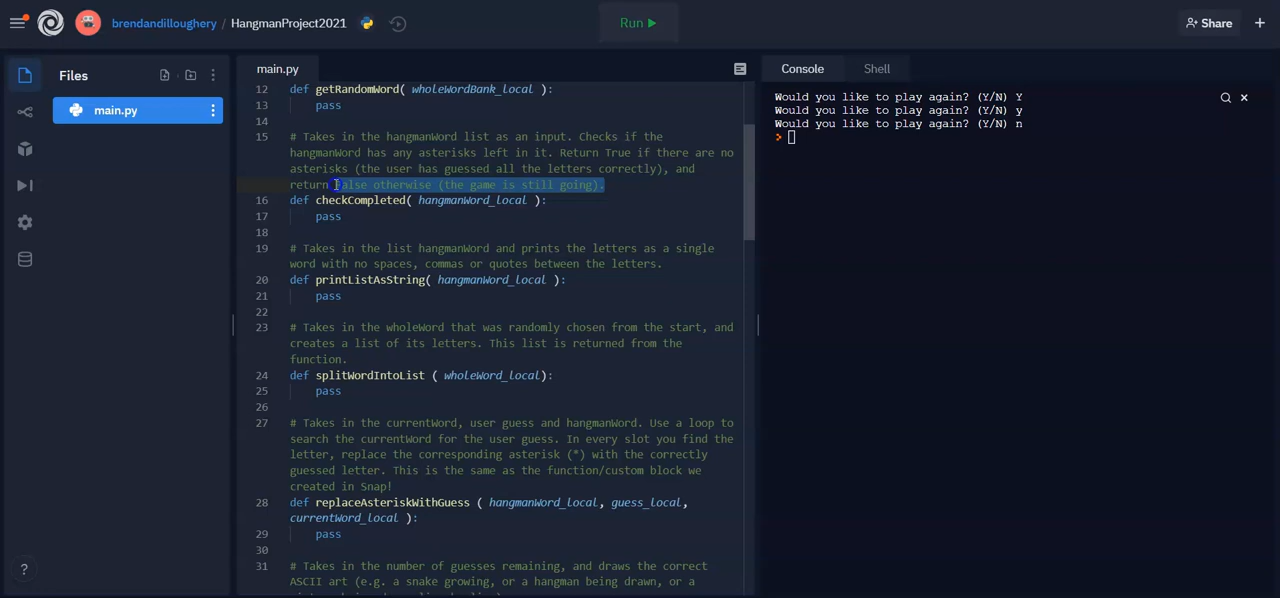 brendandilloughery / HangmanProject2021
Run
Share
Files
main.py
main.py
Console
Shell
12 def getRandomWord( wholeWordBank_local ):
13 pass
14
15 # Takes in the hangmanWord list as an input. Checks if the
hangmanWord has any asterisks left in it. Return True if there are no
asterisks (the user has guessed all the letters correctly), and
return False otherwise (the game is still going).
16 def checkCompleted( hangmanWord_local ):
17 pass
18
19 # Takes in the list hangmanWord and prints the letters as a single
word with no spaces, commas or quotes between the letters.
20 def printListAsString( hangmanWord_local ):
21 pass
22
23 # Takes in the wholeWord that was randomly chosen from the start, and
creates a list of its letters. This list is returned from the
function.
24 def splitWordIntoList ( wholeWord_local):
25 pass
26
27 # Takes in the currentWord, user guess and hangmanWord. Use a loop to
search the currentWord for the user guess. In every slot you find the
letter, replace the corresponding asterisk (*) with the correctly
guessed letter. This is the same as the function/custom block we
created in Snap!
28 def replaceAsteriskWithGuess ( hangmanWord_local, guess_local,
currentWord_local ):
29 pass
30
31 # Takes in the number of guesses remaining, and draws the correct
ASCII art (e.g. a snake growing, or a hangman being drawn, or a
Would you like to play again? (Y/N) Y
Would you like to play again? (Y/N) y
Would you like to play again? (Y/N) n
>
?